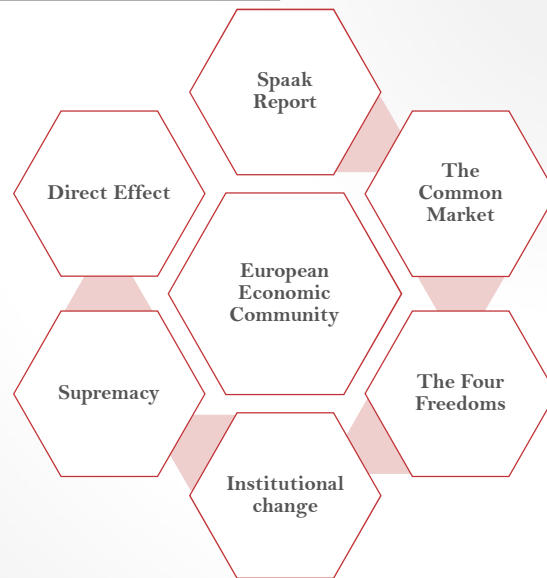 Spaak
Report
The
Common
Market
The Four
Freedoms
Institutional
change
Supremacy
Direct Effect
European
Economic
Community